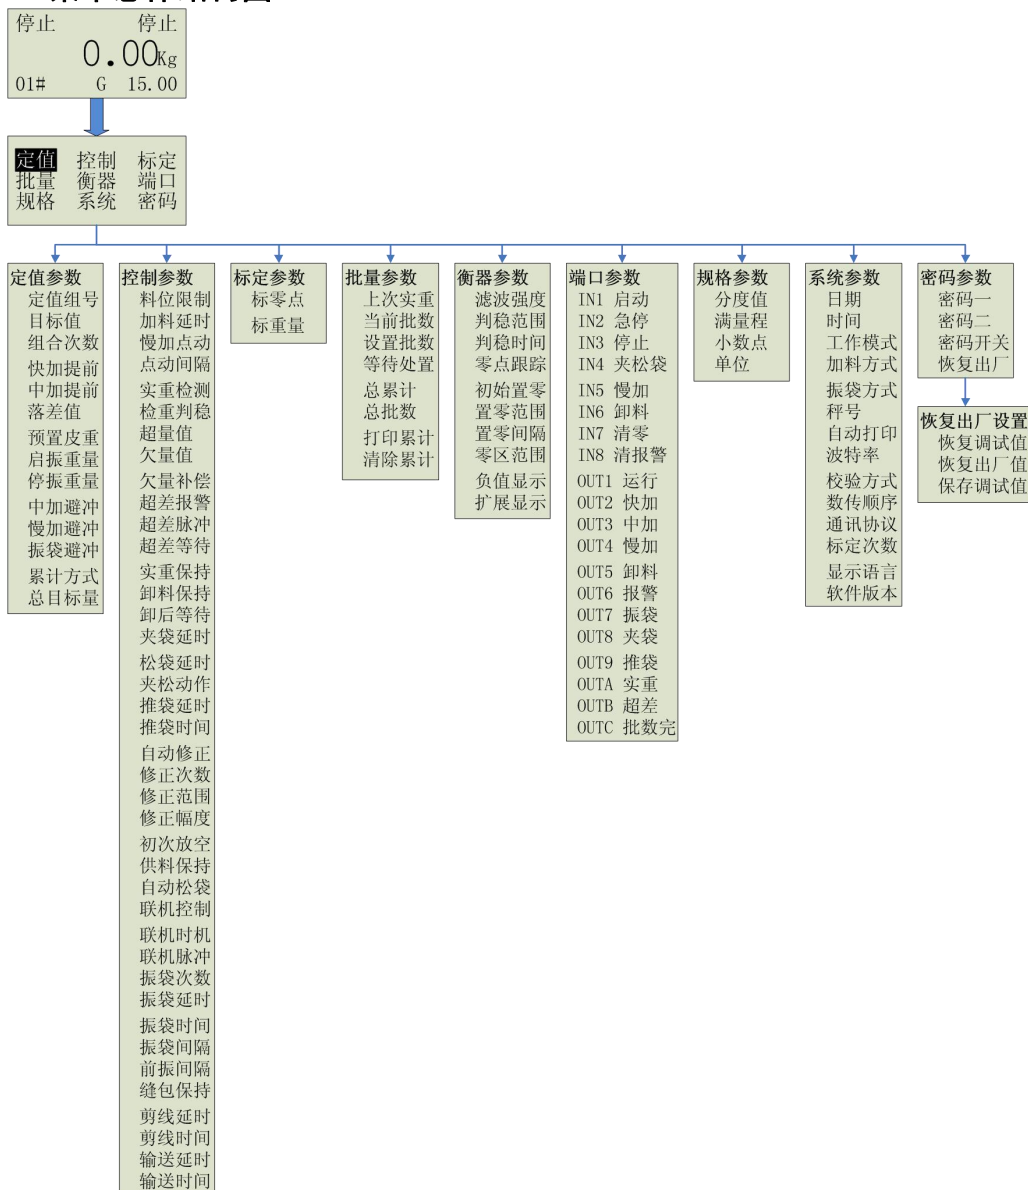 停止 停止
0.00Kg
01# G 15.00
定值 控制 标定
批量 衡器 端口
规格 系统 密码
定值参数
定值组号
目标值
组合次数
快加提前
中加提前
落差值
预置皮重
启振重量
停振重量
中加避冲
慢加避冲
振袋避冲
累计方式
总目标量
控制参数
料位限制
加料延时
慢加点动
点动间隔
实重检测
检重判稳
超量值
欠量值
欠量补偿
超差报警
超差脉冲
超差等待
实重保持
卸料保持
卸后等待
夹袋延时
松袋延时
夹松动作
推袋延时
推袋时间
自动修正
修正次数
修正范围
修正幅度
初次放空
供料保持
自动松袋
联机控制
联机时机
联机脉冲
振袋次数
振袋延时
振袋时间
振袋间隔
前振间隔
缝包保持
剪线延时
剪线时间
输送延时
输送时间
标定参数
标零点
标重量
批量参数
上次实重
当前批数
设置批数
等待处置
总累计
总批数
打印累计
清除累计
衡器参数
滤波强度
判稳范围
判稳时间
零点跟踪
初始置零
置零范围
置零间隔
零区范围
负值显示
扩展显示
端口参数
IN1 启动
IN2 急停
IN3 停止
IN4 夹松袋
IN5 慢加
IN6 卸料
IN7 清零
IN8 清报警
OUT1 运行
OUT2 快加
OUT3 中加
OUT4 慢加
OUT5 卸料
OUT6 报警
OUT7 振袋
OUT8 夹袋
OUT9 推袋
OUTA 实重
OUTB 超差
OUTC 批数完
规格参数
分度值
满量程
小数点
单位
系统参数
日期
时间
工作模式
加料方式
振袋方式
秤号
自动打印
波特率
校验方式
数传顺序
通讯协议
标定次数
显示语言
软件版本
密码参数
密码一
密码二
密码开关
恢复出厂
恢复出厂设置
恢复调试值
恢复出厂值
保存调试值